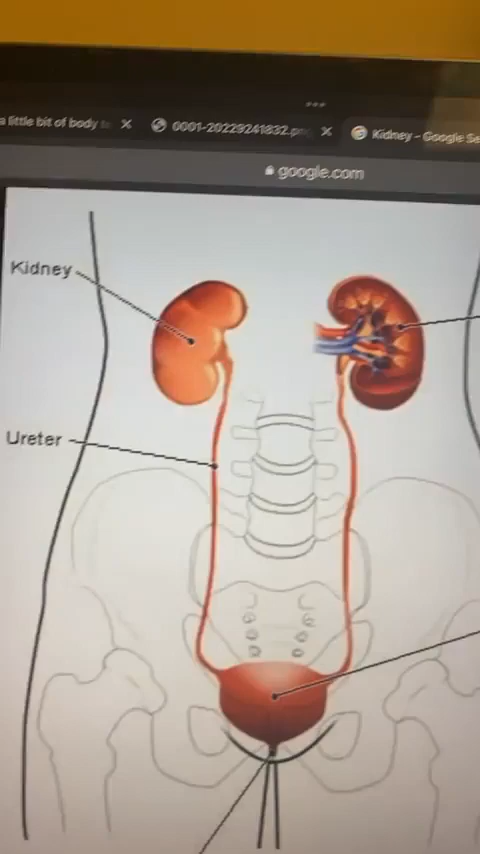 a little bit of body
0001-20229241832.pn
Kidney - Google Se
google.com
Kidney
Ureter